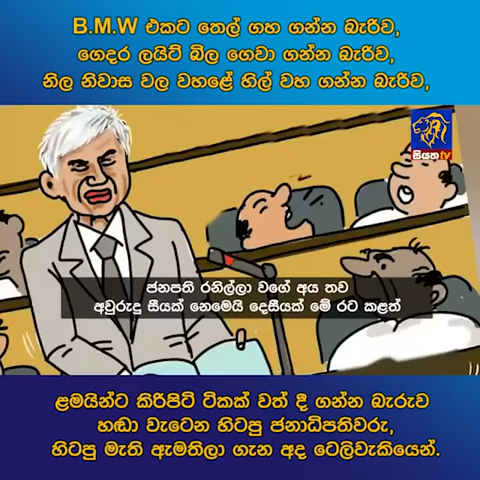 B.M.W එකට තෙල් ගහ ගන්න බැරිව,
ගෙදර ලයිට් බිල ගෙවා ගන්න බැරිව,
නිල නිවාස වල වහළේ හිල් වහ ගන්න බැරිව,
සියත tv
ජනපති රනිල්ලා වගේ අය තව
අවුරුදු සීයක් නෙමෙයි දෙසීයක් මේ රට කළත්
ළමයින්ට කිරිපිටි ටිකක් වත් දී ගන්න බැරුව
හඬා වැටෙන හිටපු ජනාධිපතිවරු,
හිටපු මැති ඇමතිලා ගැන අද ටෙලිවැකියෙන්.